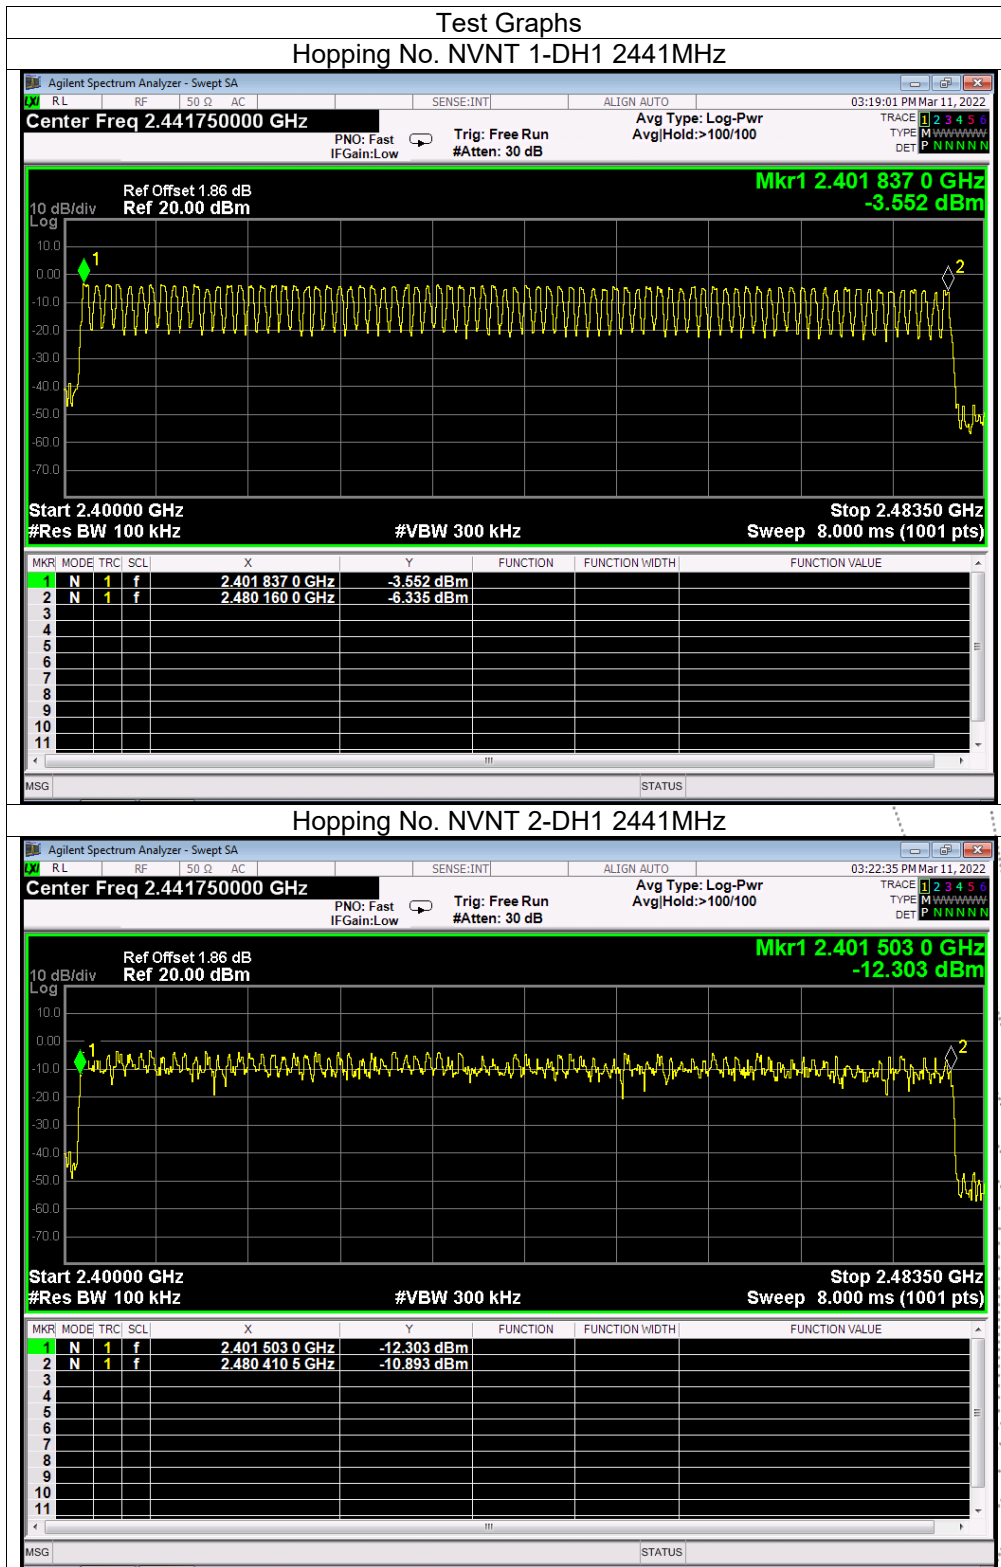 Test Graphs
Hopping No. NVNT 1-DH1 2441MHz
Agilent Spectrum Analyzer - Swept SA
LXI RL RF 50 Ω AC SENSE:INT ALIGN AUTO 03:19:01 PM Mar 11, 2022
Center Freq 2.441750000 GHz Avg Type: Log-Pwr TRACE 1 2 3 4 5 6
PNO: Fast Trig: Free Run Avg|Hold:>100/100 TYPE M WWWWW
IFGain:Low #Atten: 30 dB DET P N N N N N
Mkr1 2.401 837 0 GHz
Ref Offset 1.86 dB
10 dB/div Ref 20.00 dBm -3.552 dBm
Log
10.0
1
2
0.00
-10.0
-20.0
-30.0
-40.0
-50.0
-60.0
-70.0
Start 2.40000 GHz Stop 2.48350 GHz
#Res BW 100 kHz #VBW 300 kHz Sweep 8.000 ms (1001 pts)
MKR MODE TRC SCL X Y FUNCTION FUNCTION WIDTH FUNCTION VALUE
1 N 1 f 2.401 837 0 GHz -3.552 dBm
2 N 1 f 2.480 160 0 GHz -6.335 dBm
3
4
5
6
7
8
9
10
11
MSG STATUS
Hopping No. NVNT 2-DH1 2441MHz
Agilent Spectrum Analyzer - Swept SA
LXI RL RF 50 Ω AC SENSE:INT ALIGN AUTO 03:22:35 PM Mar 11, 2022
Center Freq 2.441750000 GHz Avg Type: Log-Pwr TRACE 1 2 3 4 5 6
PNO: Fast Trig: Free Run Avg|Hold:>100/100 TYPE M WWWWW
IFGain:Low #Atten: 30 dB DET P N N N N N
Mkr1 2.401 503 0 GHz
Ref Offset 1.86 dB
10 dB/div Ref 20.00 dBm -12.303 dBm
Log
10.0
0.00
1
2
-10.0
-20.0
-30.0
-40.0
-50.0
-60.0
-70.0
Start 2.40000 GHz Stop 2.48350 GHz
#Res BW 100 kHz #VBW 300 kHz Sweep 8.000 ms (1001 pts)
MKR MODE TRC SCL X Y FUNCTION FUNCTION WIDTH FUNCTION VALUE
1 N 1 f 2.401 503 0 GHz -12.303 dBm
2 N 1 f 2.480 410 5 GHz -10.893 dBm
3
4
5
6
7
8
9
10
11
MSG STATUS